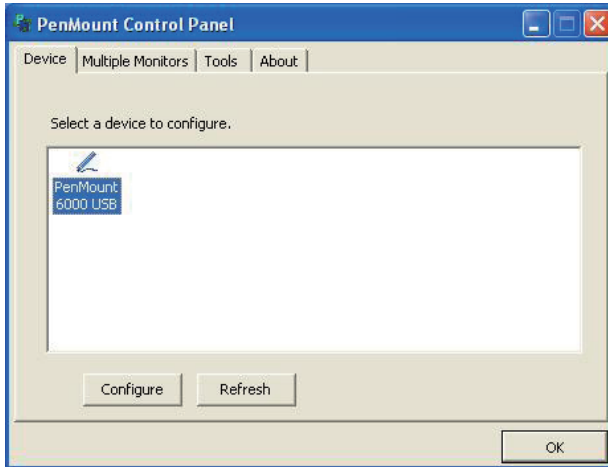 PenMount Control Panel
Device Multiple Monitors Tools About
Select a device to configure.
PenMount
6000 USB
Configure Refresh
OK